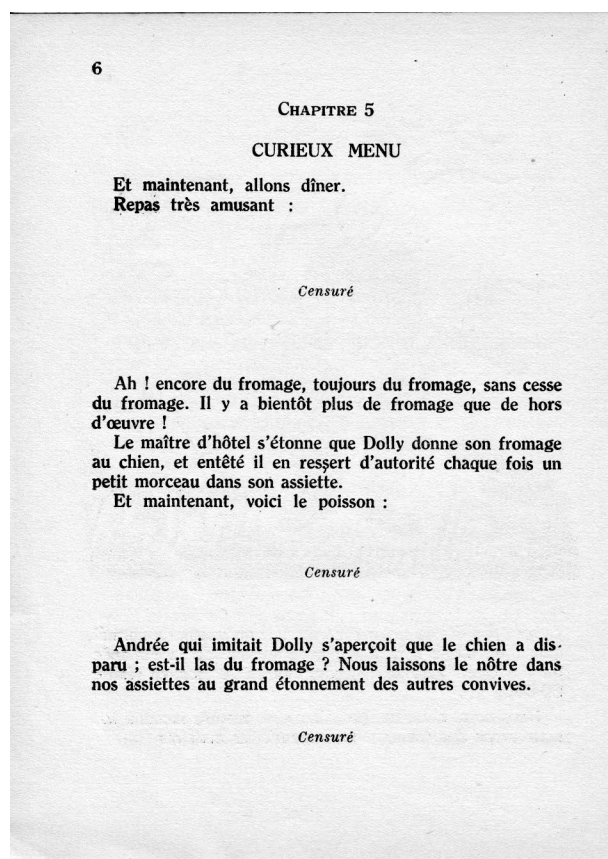 6
CHAPITRE 5
CURIEUX MENU
Et maintenant, allons dîner.
Repas très amusant :
Censuré
Ah ! encore du fromage, toujours du fromage, sans cesse
du fromage. Il y a bientôt plus de fromage que de hors
d'œuvre !
Le maître d'hôtel s'étonne que Dolly donne son fromage
au chien, et entêté il en ressert d'autorité chaque fois un
petit morceau dans son assiette.
Et maintenant, voici le poisson :
Censuré
Andrée qui imitait Dolly s'aperçoit que le chien a dis-
paru ; est-il las du fromage ? Nous laissons le nôtre dans
nos assiettes au grand étonnement des autres convives.
Censuré